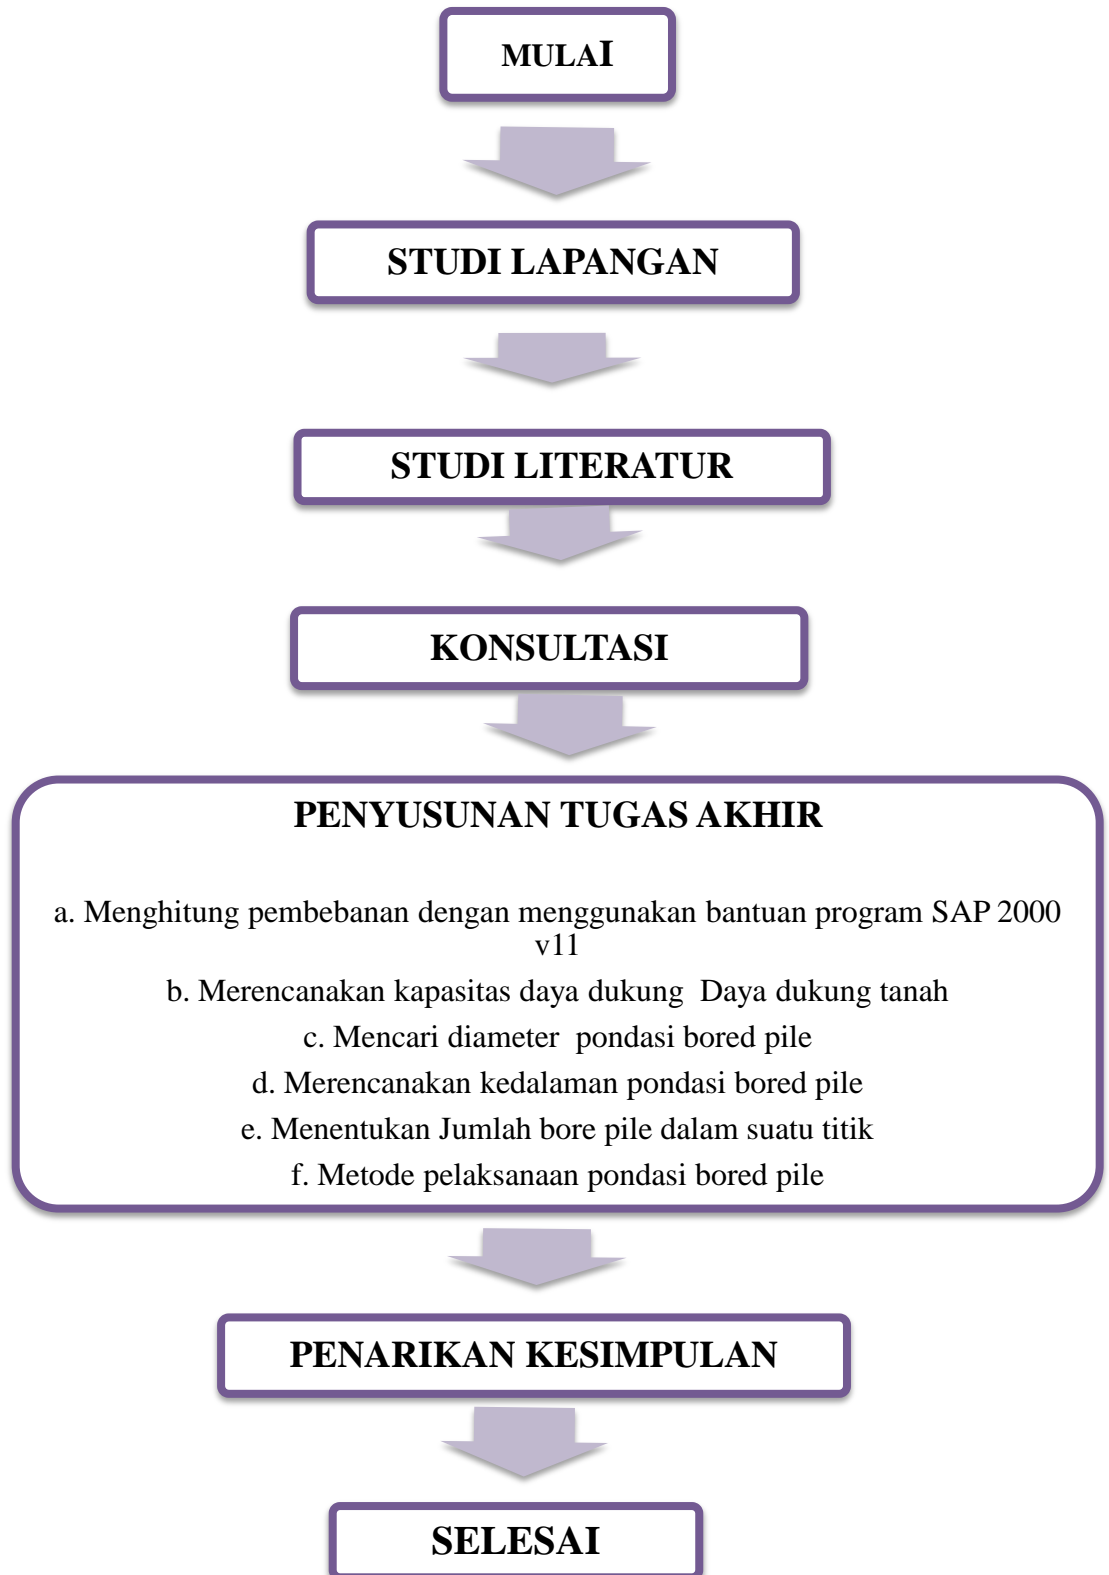 MULAI
STUDI LAPANGAN
STUDI LITERATUR
KONSULTASI
PENYUSUNAN TUGAS AKHIR
a. Menghitung pembebanan dengan menggunakan bantuan program SAP 2000
v11
b. Merencanakan kapasitas daya dukung Daya dukung tanah
c. Mencari diameter pondasi bored pile
d. Merencanakan kedalaman pondasi bored pile
e. Menentukan Jumlah bore pile dalam suatu titik
f. Metode pelaksanaan pondasi bored pile
PENARIKAN KESIMPULAN
SELESAI